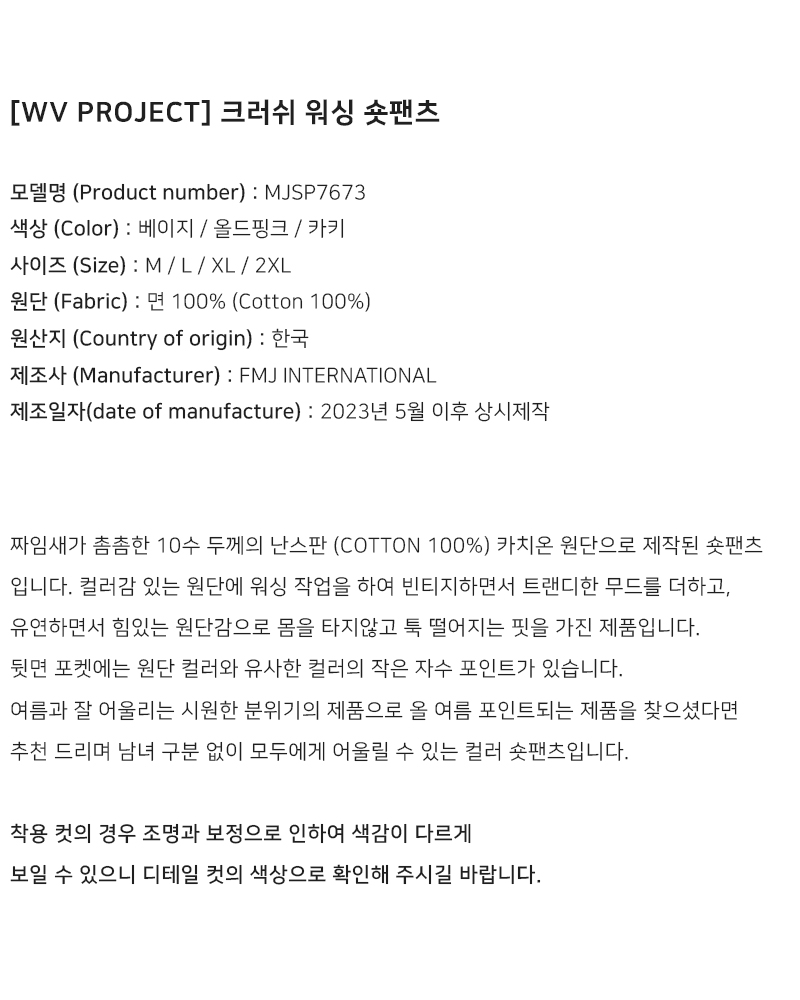 [WV PROJECT] 크러쉬 워싱 숏팬츠
모델명 (Product number) : MJSP7673
색상 (Color) : 베이지 / 올드핑크 / 카키
사이즈 (Size) : M / L / XL / 2XL
원단 (Fabric) : 면 100% (Cotton 100%)
원산지 (Country of origin) : 한국
제조사 (Manufacturer) : FMJ INTERNATIONAL
제조일자(date of manufacture) : 2023년 5월 이후 상시제작
짜임새가 촘촘한 10수 두께의 난스판 (COTTON 100%) 카치온 원단으로 제작된 숏팬츠
입니다. 컬러감 있는 원단에 워싱 작업을 하여 빈티지하면서 트랜디한 무드를 더하고,
유연하면서 힘있는 원단감으로 몸을 타지않고 툭 떨어지는 핏을 가진 제품입니다.
뒷면 포켓에는 원단 컬러와 유사한 컬러의 작은 자수 포인트가 있습니다.
여름과 잘 어울리는 시원한 분위기의 제품으로 올 여름 포인트되는 제품을 찾으셨다면
추천 드리며 남녀 구분 없이 모두에게 어울릴 수 있는 컬러 숏팬츠입니다.
착용 컷의 경우 조명과 보정으로 인하여 색감이 다르게
보일 수 있으니 디테일 컷의 색상으로 확인해 주시길 바랍니다.